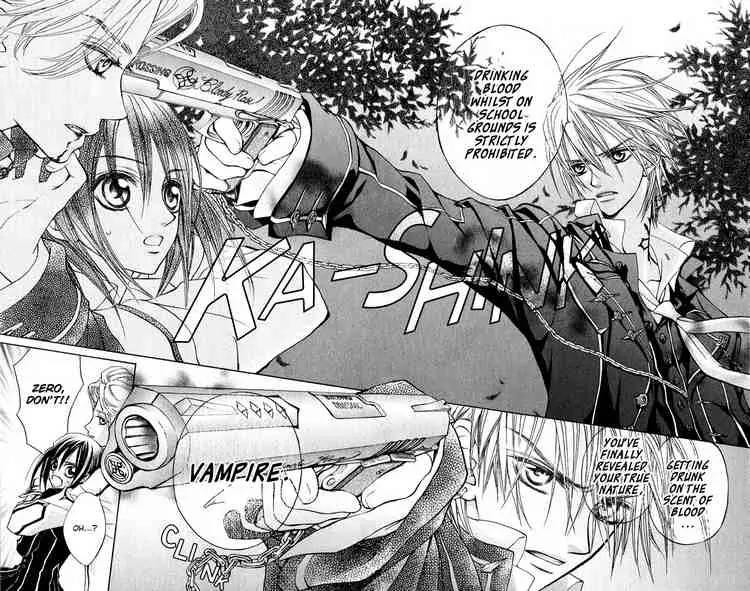 DRINKING
BLOOD
WHILST ON
SCHOOL-
GROUNDS IS
STRICTLY
PROHIBITED.
Bloody Rose
KA-SHINK
GETTING
DRUNK
ON THE
SCENT OF
BLOOD
...
YOU'VE
FINALLY
REVEALED
YOUR TRUE
NATURE,
VAMPIRE.
CLINK
ZERO,
DON'T!!
OH...?